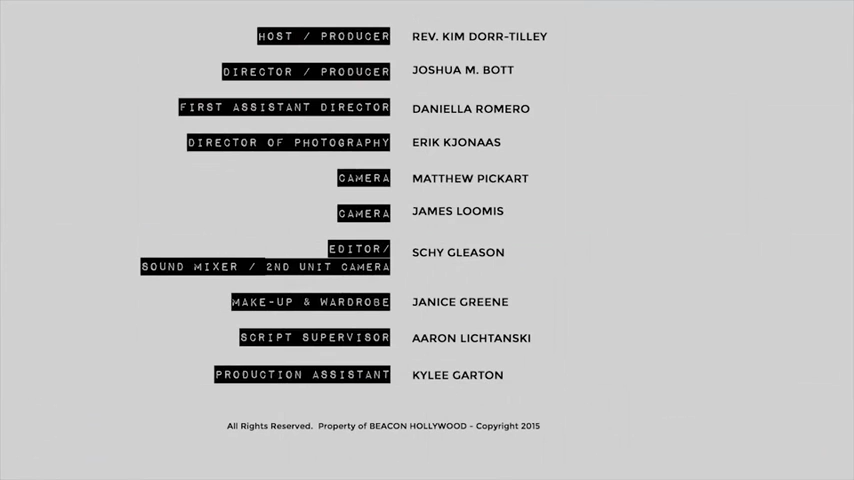 HOST / PRODUCER REV. KIM DORR-TILLEY
DIRECTOR / PRODUCER JOSHUA M. BOTT
FIRST ASSISTANT DIRECTOR DANIELLA ROMERO
DIRECTOR OF PHOTOGRAPHY ERIK KJONAAS
CAMERA MATTHEW PICKART
CAMERA JAMES LOOMIS
EDITOR/
SOUND MIXER / 2ND UNIT CAMERA SCHY GLEASON
MAKE-UP & WARDROBE JANICE GREENE
SCRIPT SUPERVISOR AARON LICHTANSKI
PRODUCTION ASSISTANT KYLEE GARTON
All Rights Reserved. Property of BEACON HOLLYWOOD - Copyright 2015